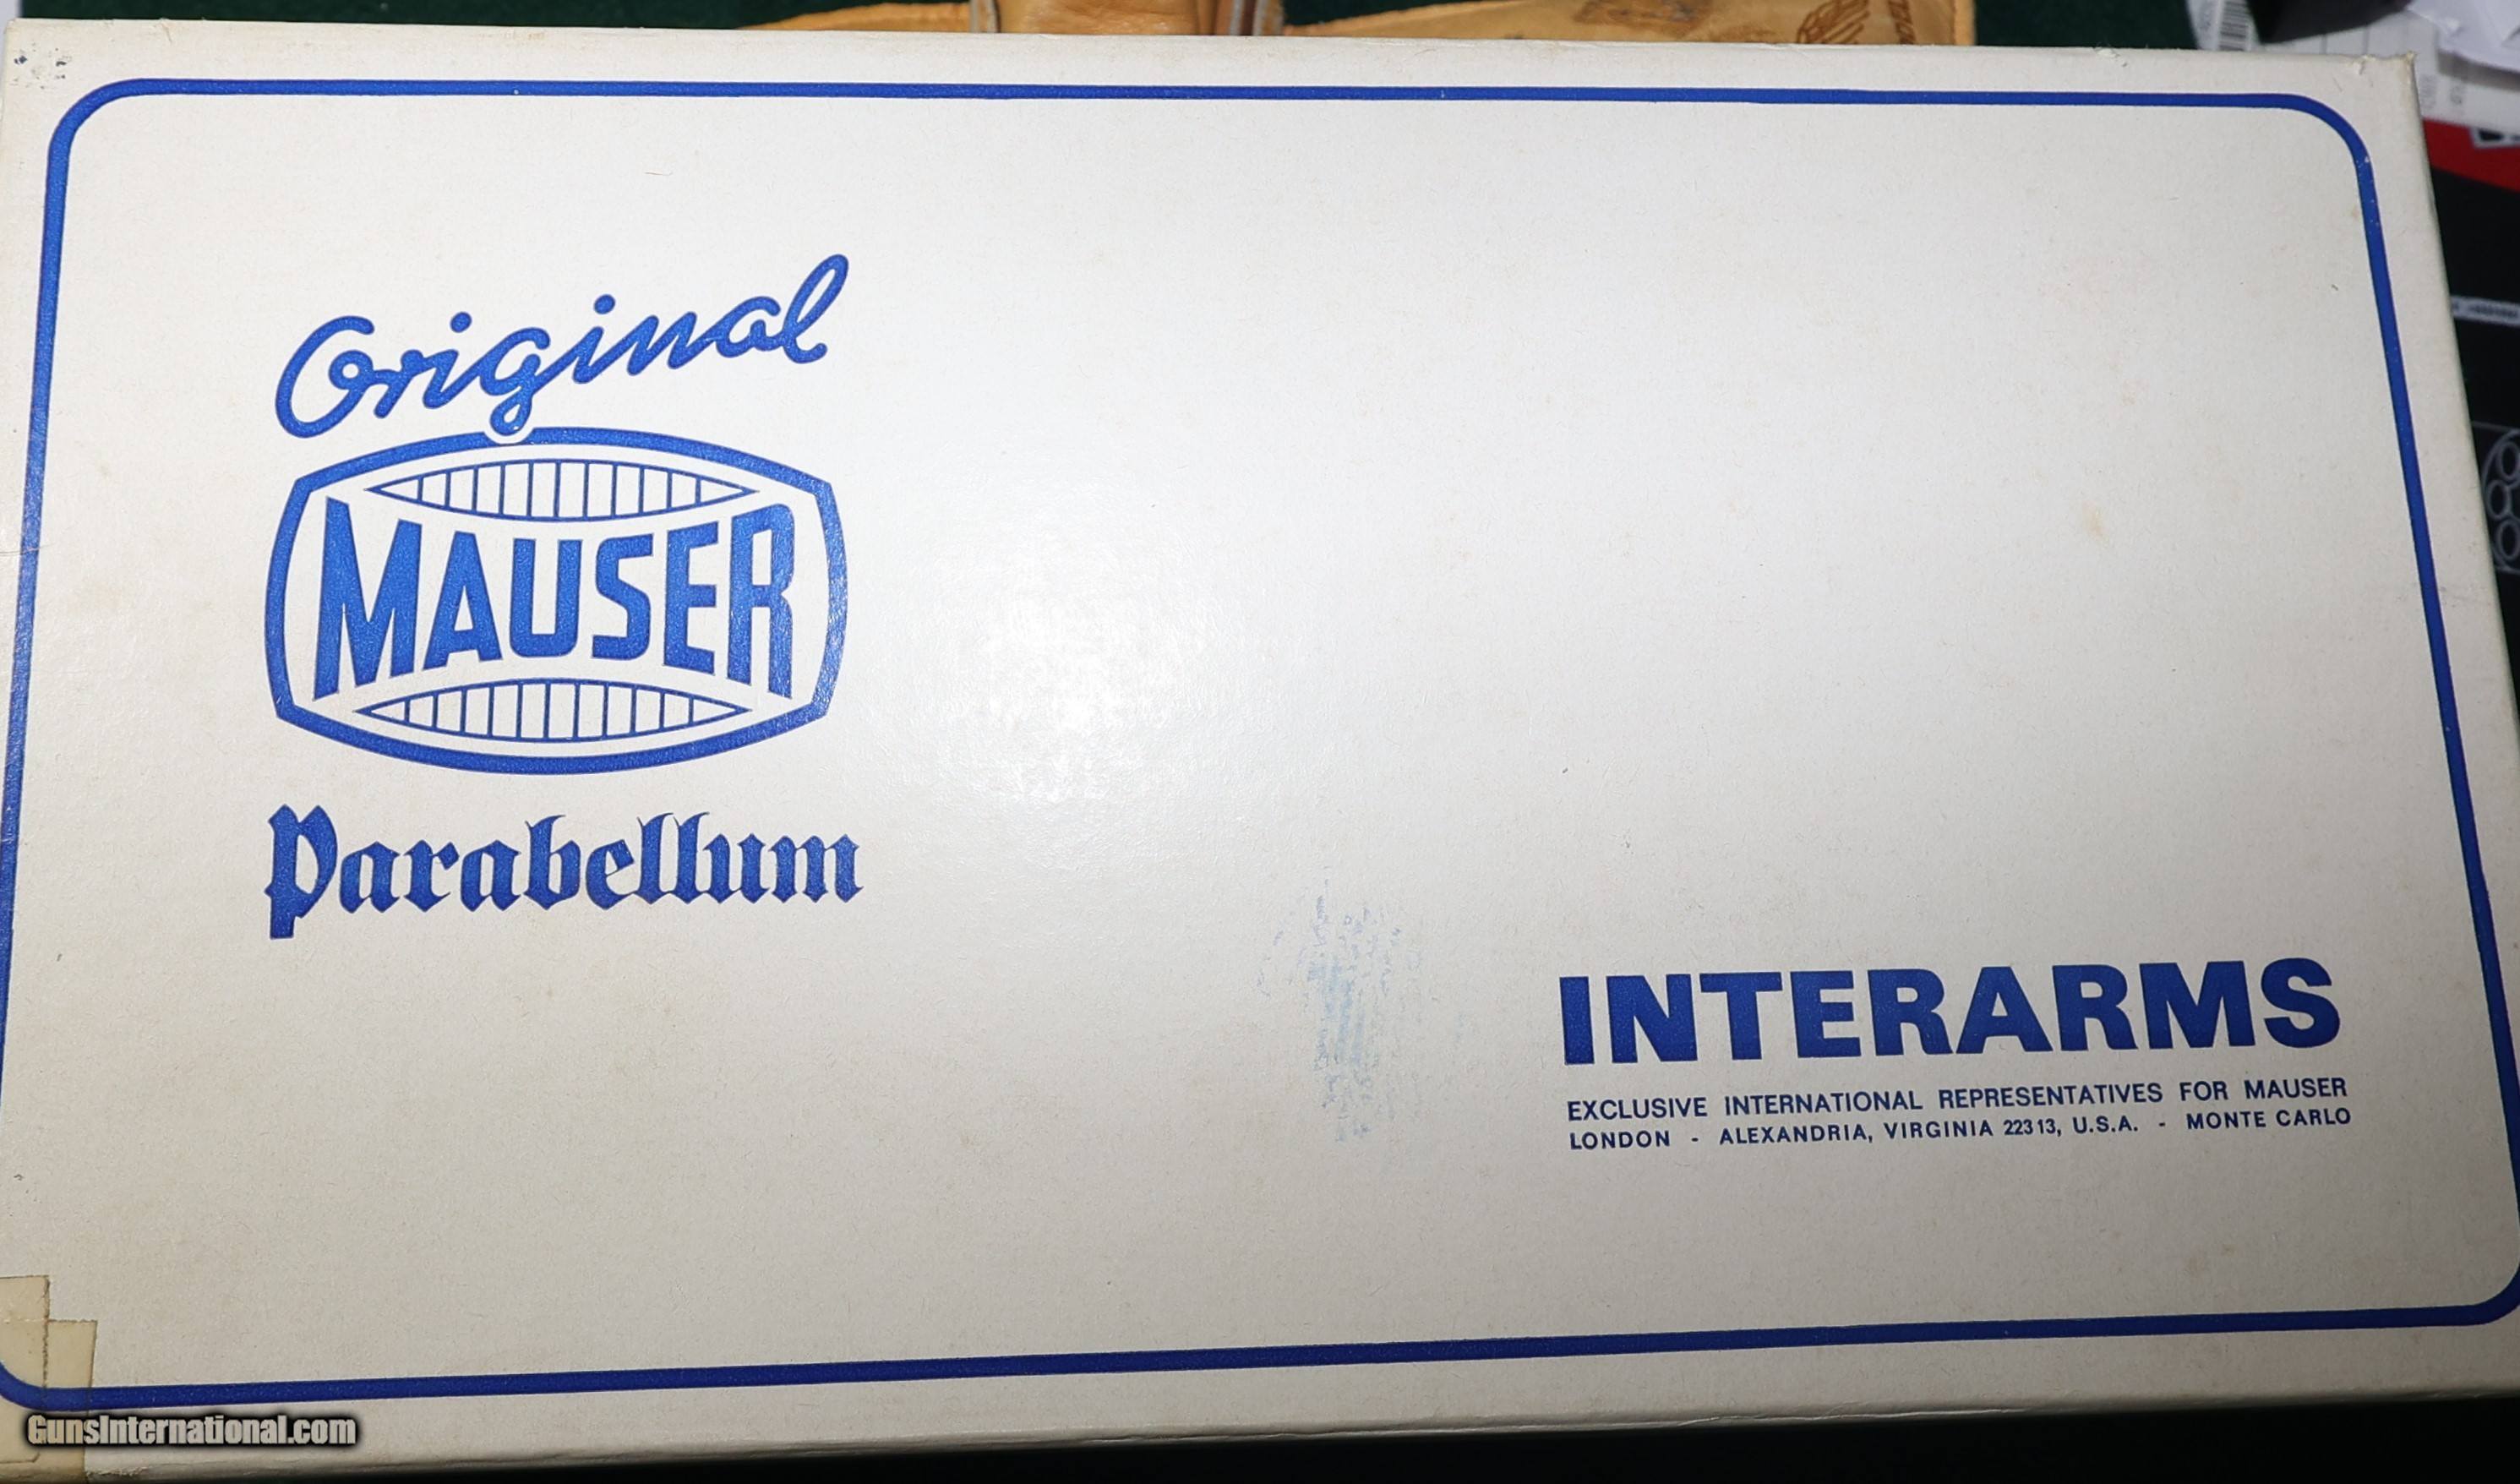 Original
MAUSER
Parabellum
INTERARMS
EXCLUSIVE INTERNATIONAL REPRESENTATIVES FOR MAUSER
LONDON - ALEXANDRIA, VIRGINIA 22313, U.S.A. - MONTE CARLO
GunsInternational.com